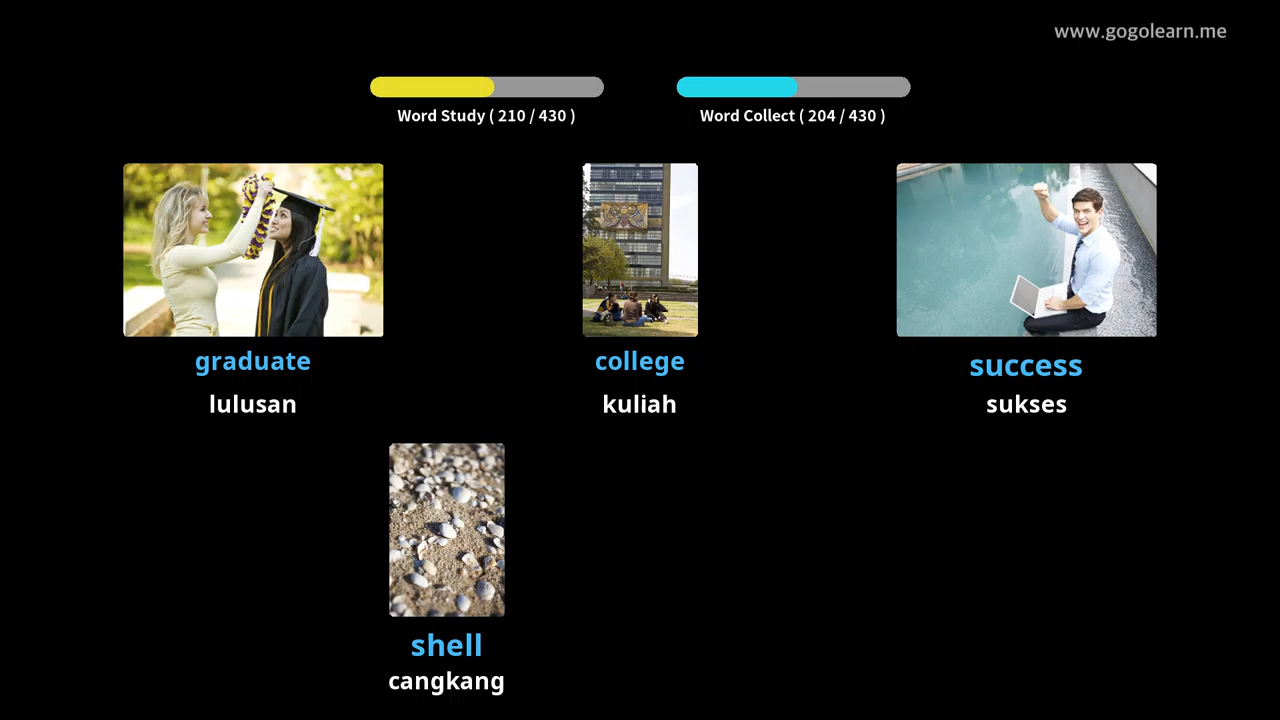 www.gogolearn.me
Word Study ( 210 / 430 )
Word Collect ( 204 / 430 )
graduate
lulusan
college
kuliah
success
sukses
shell
cangkang